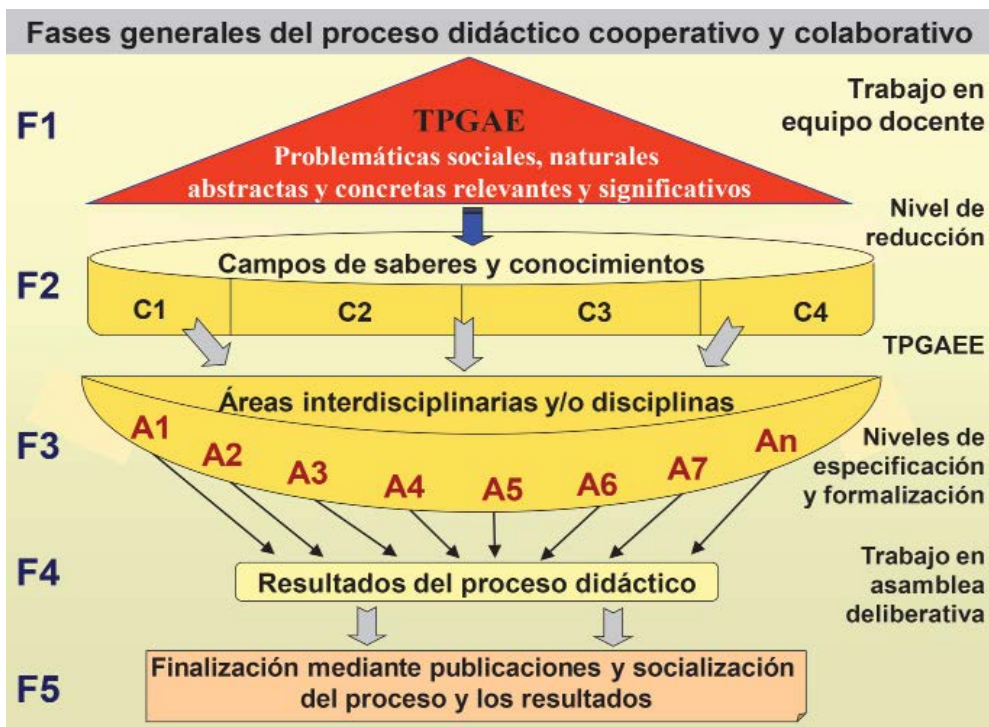 Fases generales del proceso didáctico cooperativo y colaborativo
F1
TPGAE
Problemáticas sociales, naturales
abstractas y concretas relevantes y significativos
Trabajo en
equipo docente
Nivel de
reducción
F2
Campos de saberes y conocimientos
C1 C2 C3 C4
TPGAEE
F3
Áreas interdisciplinarias y/o disciplinas
A1 A2 A3 A4 A5 A6 A7 An
Niveles de
especificación
y formalización
F4
Resultados del proceso didáctico
Trabajo en
asamblea
deliberativa
F5
Finalización mediante publicaciones y socialización
del proceso y los resultados